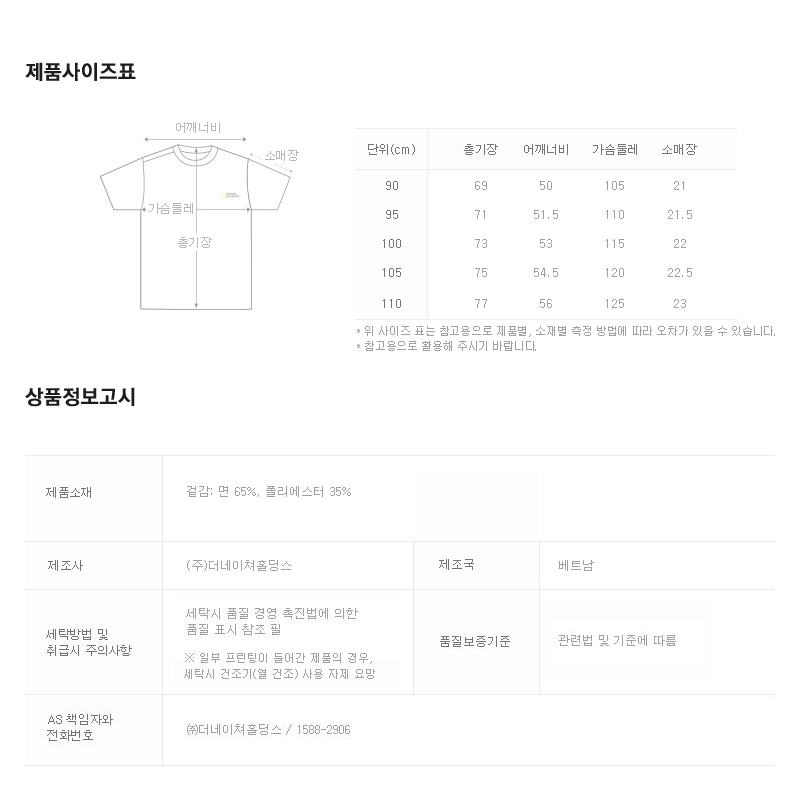 제품사이즈표
어깨너비
소매장
가슴둘레
총기장
단위(cm) 총기장 어깨너비 가슴둘레 소매장
90 69 50 105 21
95 71 51.5 110 21.5
100 73 53 115 22
105 75 54.5 120 22.5
110 77 56 125 23
* 위 사이즈 표는 참고용으로 제품별, 소재별 측정 방법에 따라 오차가 있을 수 있습니다.
* 참고용으로 활용해 주시기 바랍니다.
상품정보고시
제품소재 겉감: 면 65%, 폴리에스터 35%
제조사 (주)더네이쳐홀딩스 제조국 베트남
세탁방법 및
취급시 주의사항
세탁시 품질 경영 촉진법에 의한
품질 표시 참조 필
※ 일부 프린팅이 들어간 제품의 경우,
세탁시 건조기(열 건조) 사용 자제 요망
품질보증기준 관련법 및 기준에 따름
AS 책임자와
전화번호
㈜더네이쳐홀딩스 / 1588-2906